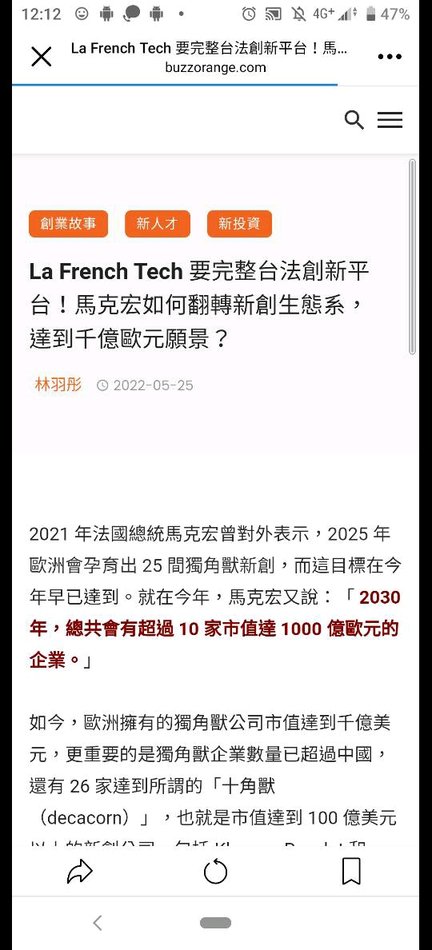 12:12
4G+
47%
La French Tech 要完整台法創新平台！馬...
buzzorange.com
創業故事 新人才 新投資
La French Tech 要完整台法創新平
台！馬克宏如何翻轉新創生態系，
達到千億歐元願景？
林羽彤 2022-05-25
2021 年法國總統馬克宏曾對外表示，2025 年
歐洲會孕育出 25 間獨角獸新創，而這目標在今
年早已達到。就在今年，馬克宏又說：「 2030
年，總共會有超過 10 家市值達 1000 億歐元的
企業。」
如今，歐洲擁有的獨角獸公司市值達到千億美
元，更重要的是獨角獸企業數量已超過中國，
還有 26 家達到所謂的「十角獸
（decacorn）」，也就是市值達到 100 億美元